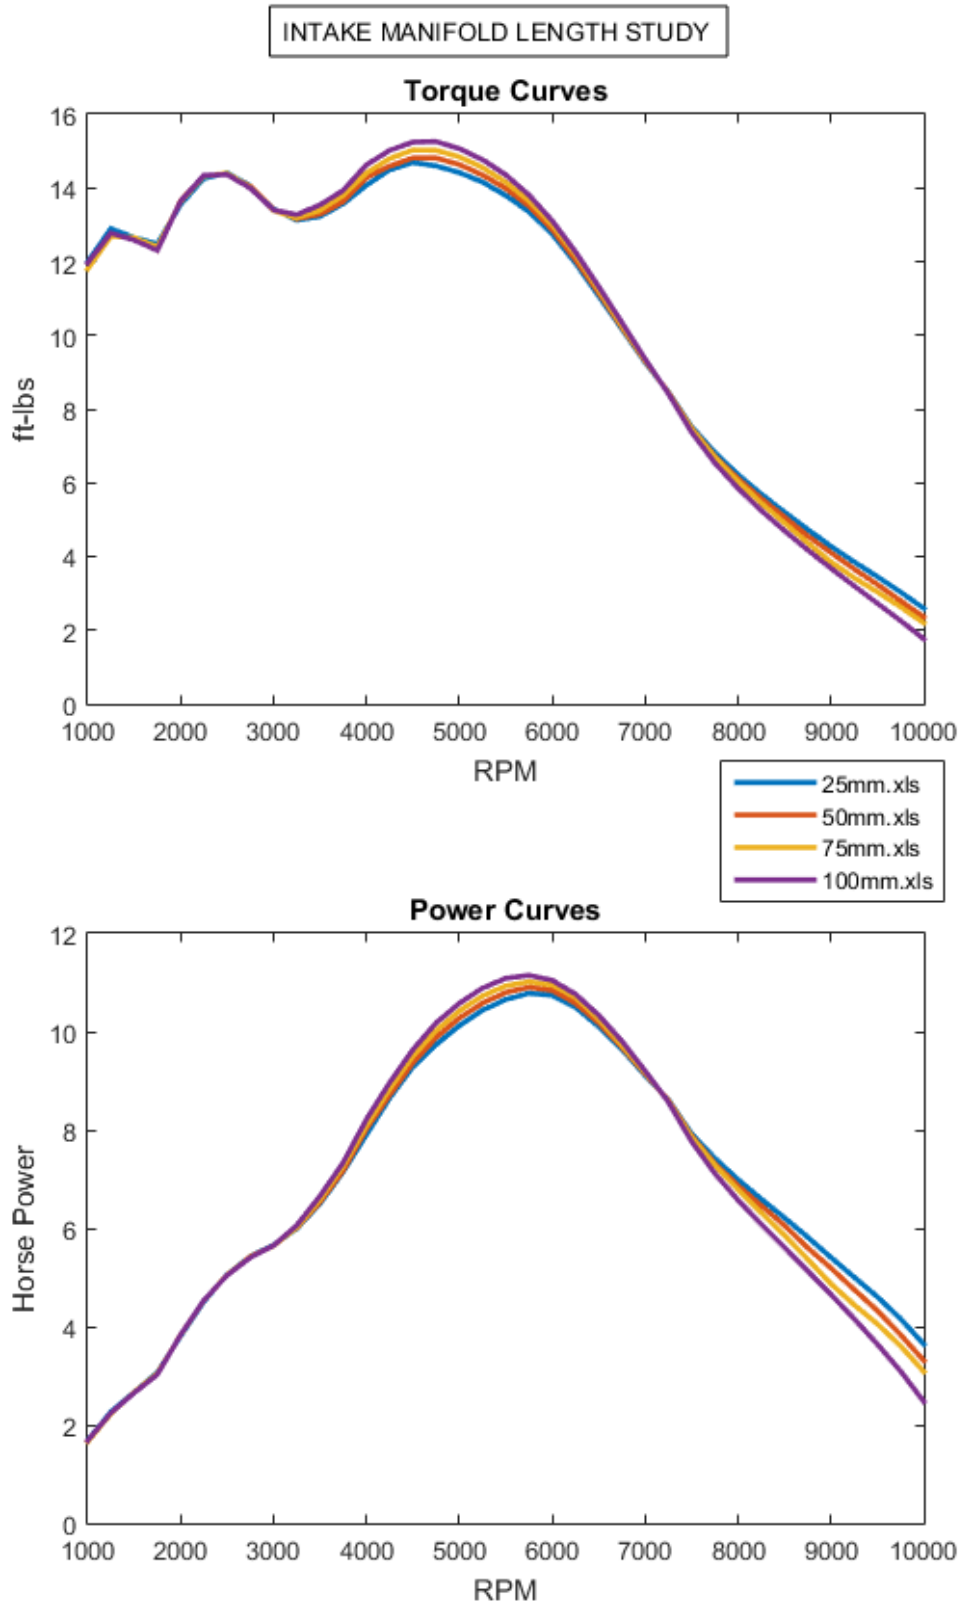 INTAKE MANIFOLD LENGTH STUDY
Torque Curves
16
14
12
10
8
6
4
2
0
ft-lbs
1000 2000 3000 4000 5000 6000 7000 8000 9000 10000
RPM
25mm.xls
50mm.xls
75mm.xls
100mm.xls
Power Curves
12
10
8
6
4
2
0
Horse Power
1000 2000 3000 4000 5000 6000 7000 8000 9000 10000
RPM